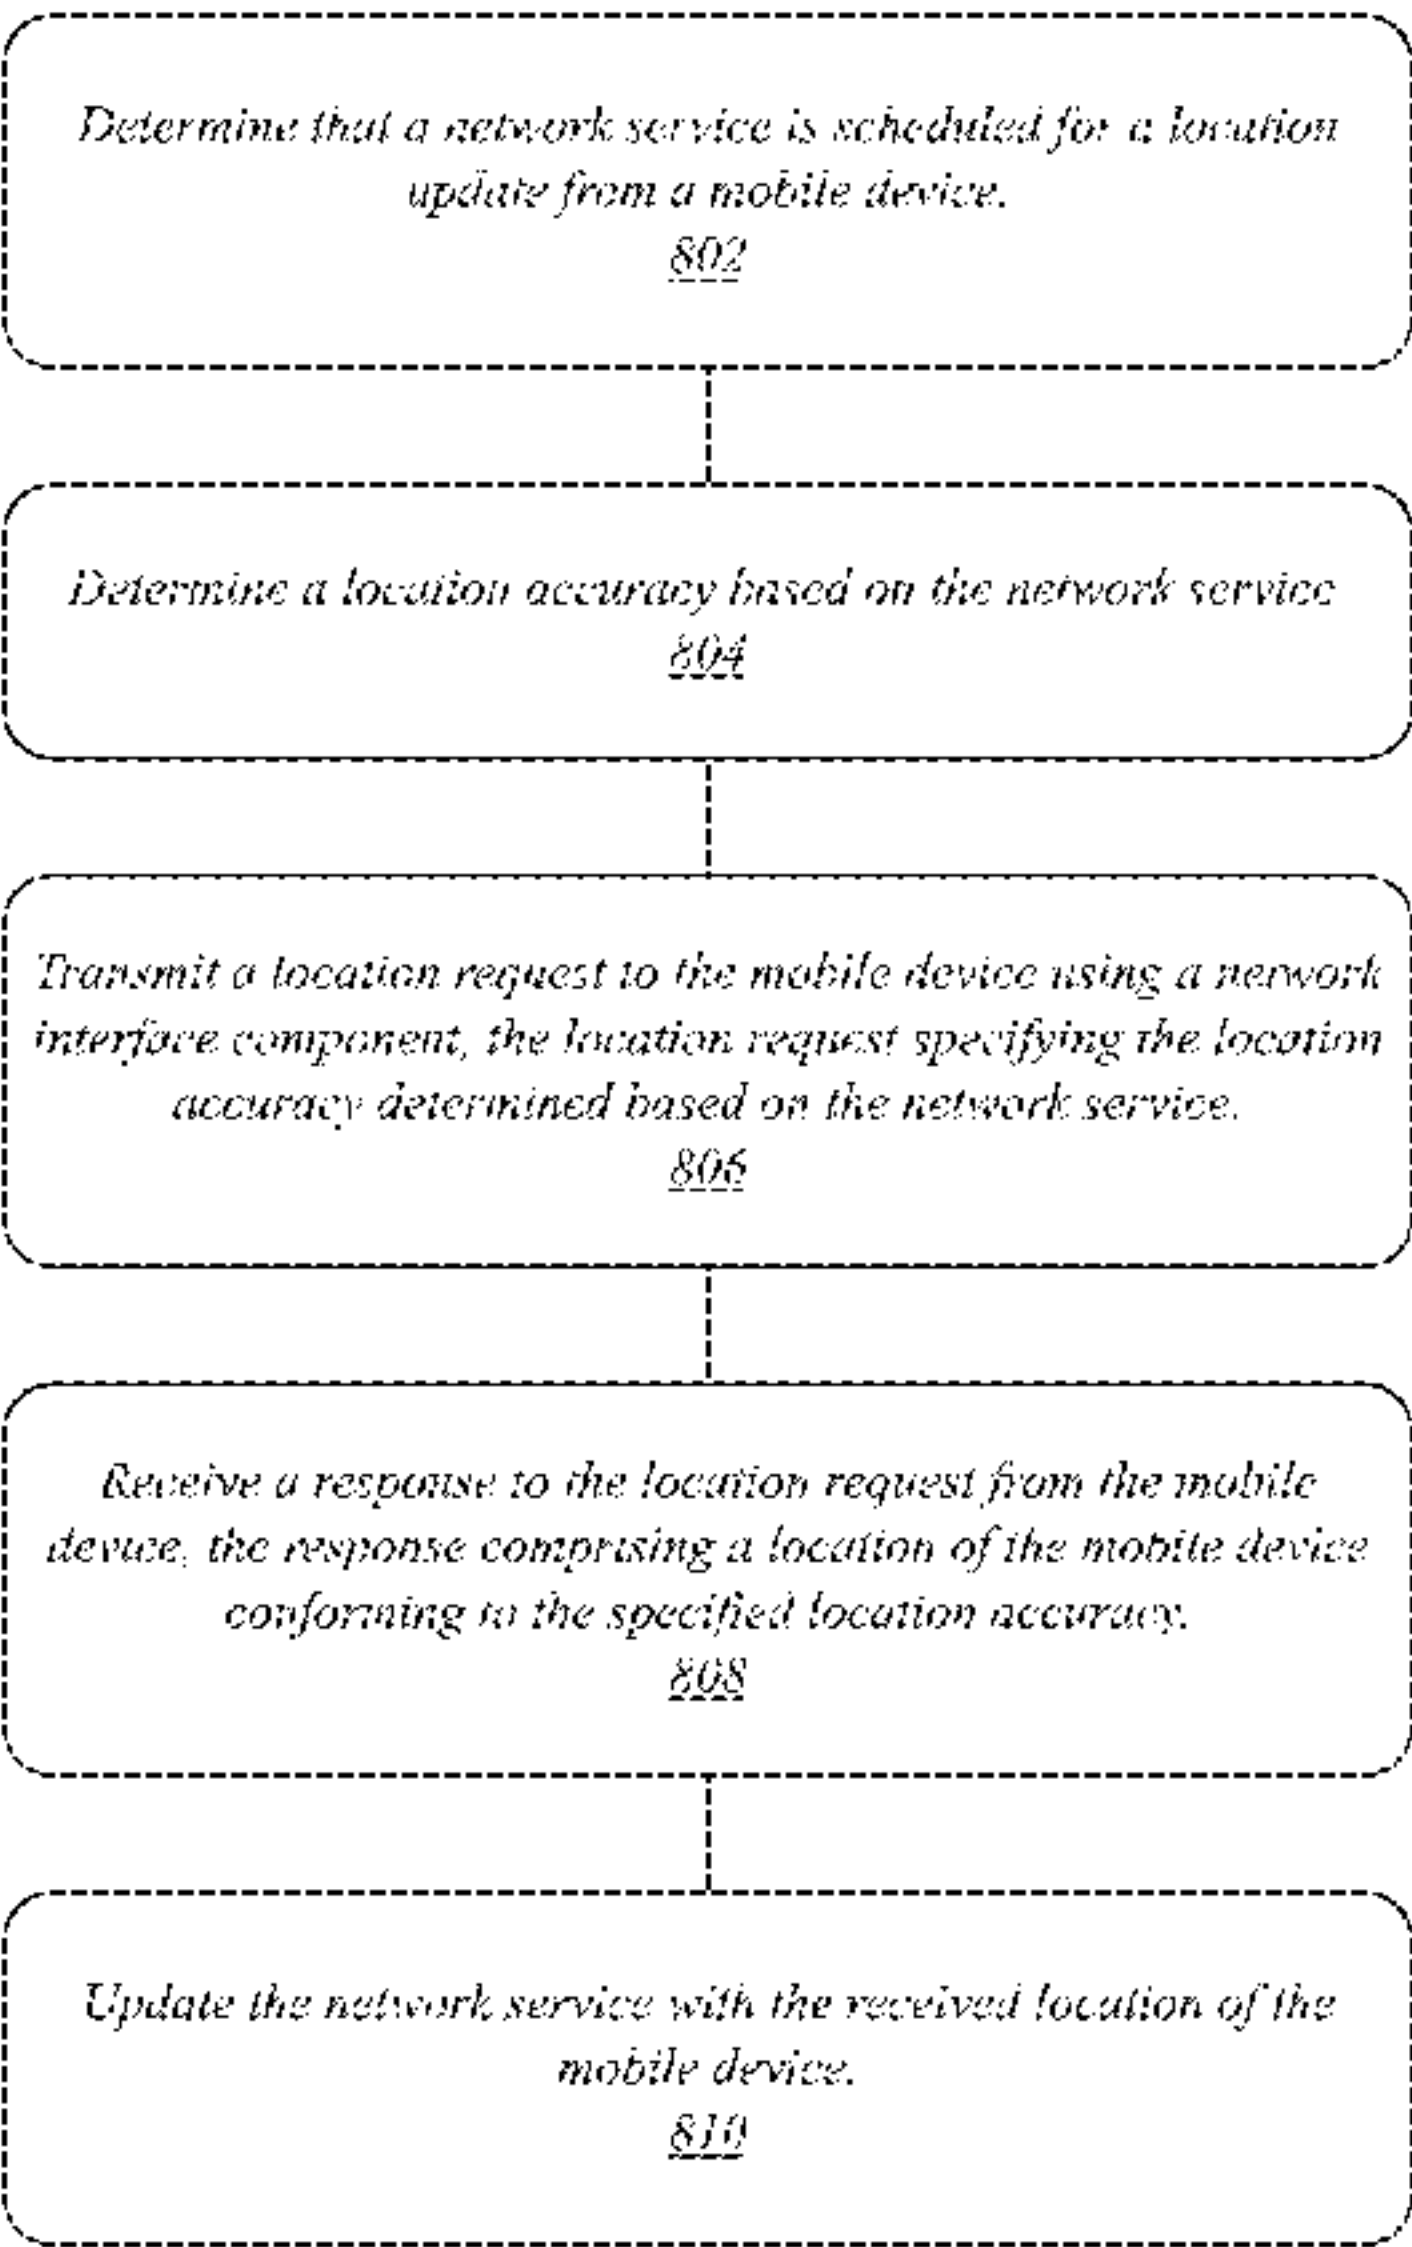 Determine that a network service is scheduled for a location
update from a mobile device.
802
Determine a location accuracy based on the network service
804
Transmit a location request to the mobile device using a network
interface component, the location request specifying the location
accuracy determined based on the network service.
806
Receive a response to the location request from the mobile
device, the response comprising a location of the mobile device
conforming to the specified location accuracy.
808
Update the network service with the received location of the
mobile device.
810